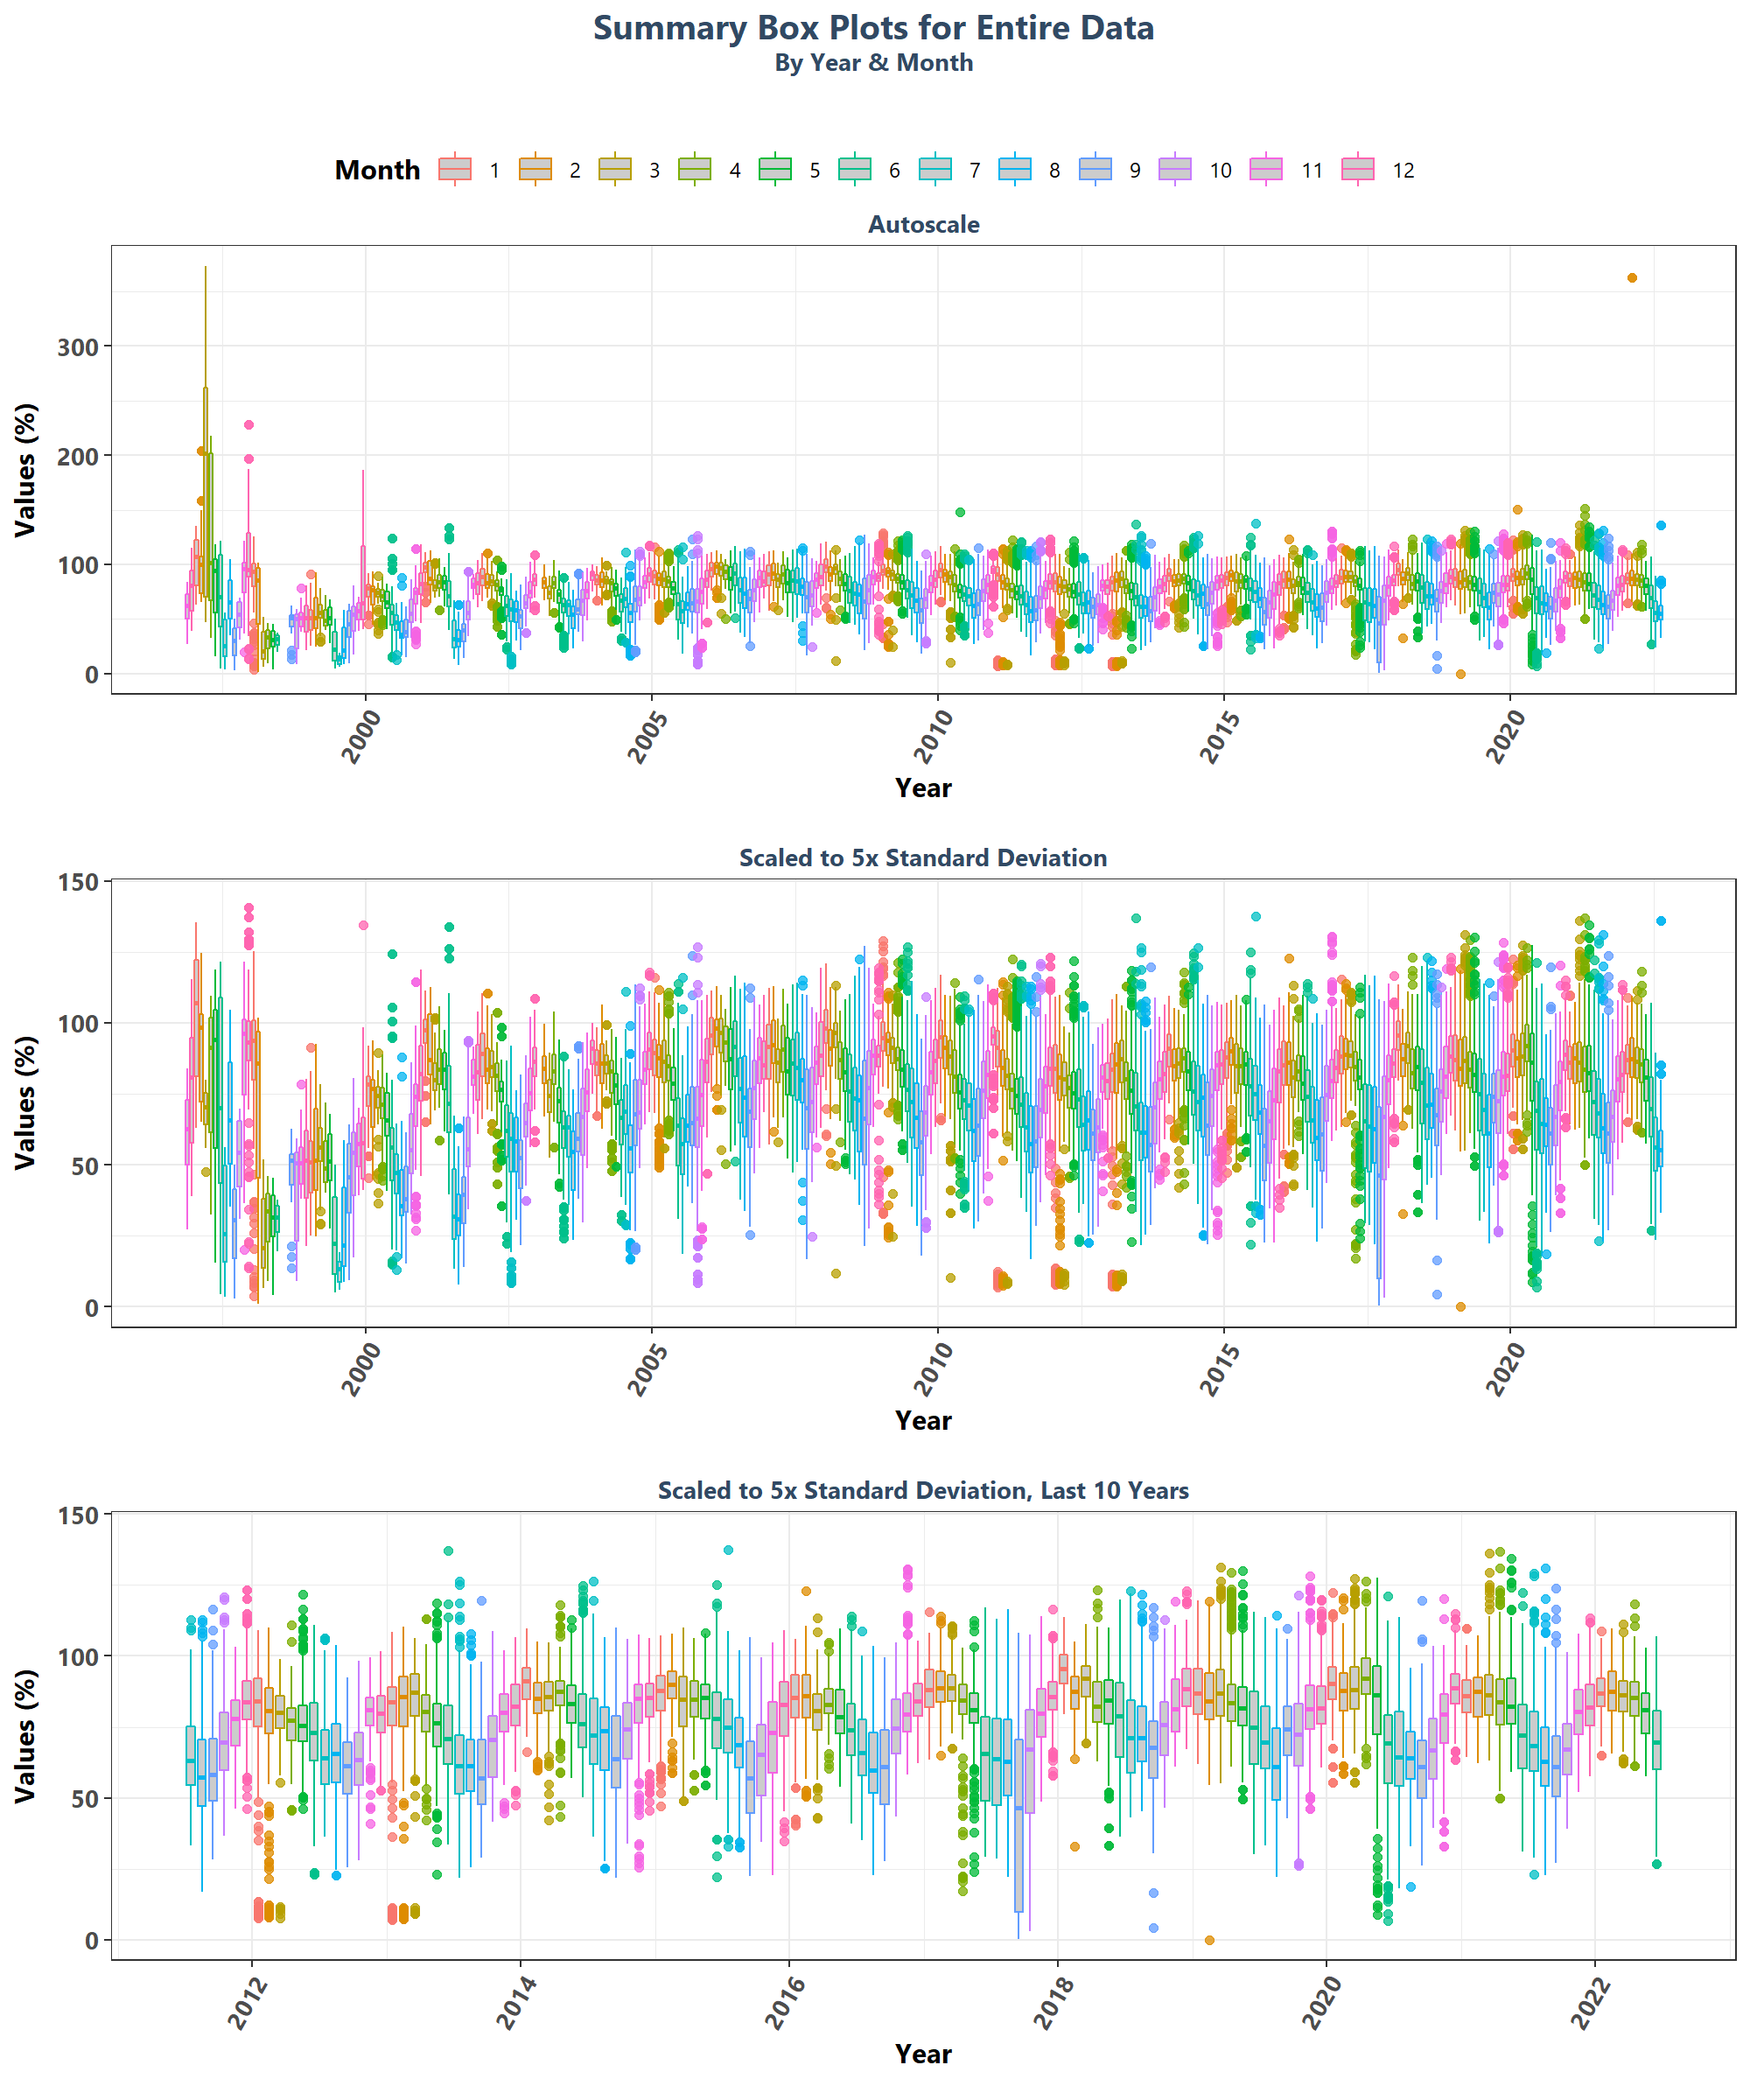 Summary Box Plots for Entire Data
By Year & Month
Month 1 2 3 4 5 6 7 8 9 10 11 12
Autoscale
Values (%)
300
200
100
0
2000 2005 2010 2015 2020
Year
Scaled to 5x Standard Deviation
Values (%)
150
100
50
0
2000 2005 2010 2015 2020
Year
Scaled to 5x Standard Deviation, Last 10 Years
Values (%)
150
100
50
0
2012 2014 2016 2018 2020 2022
Year